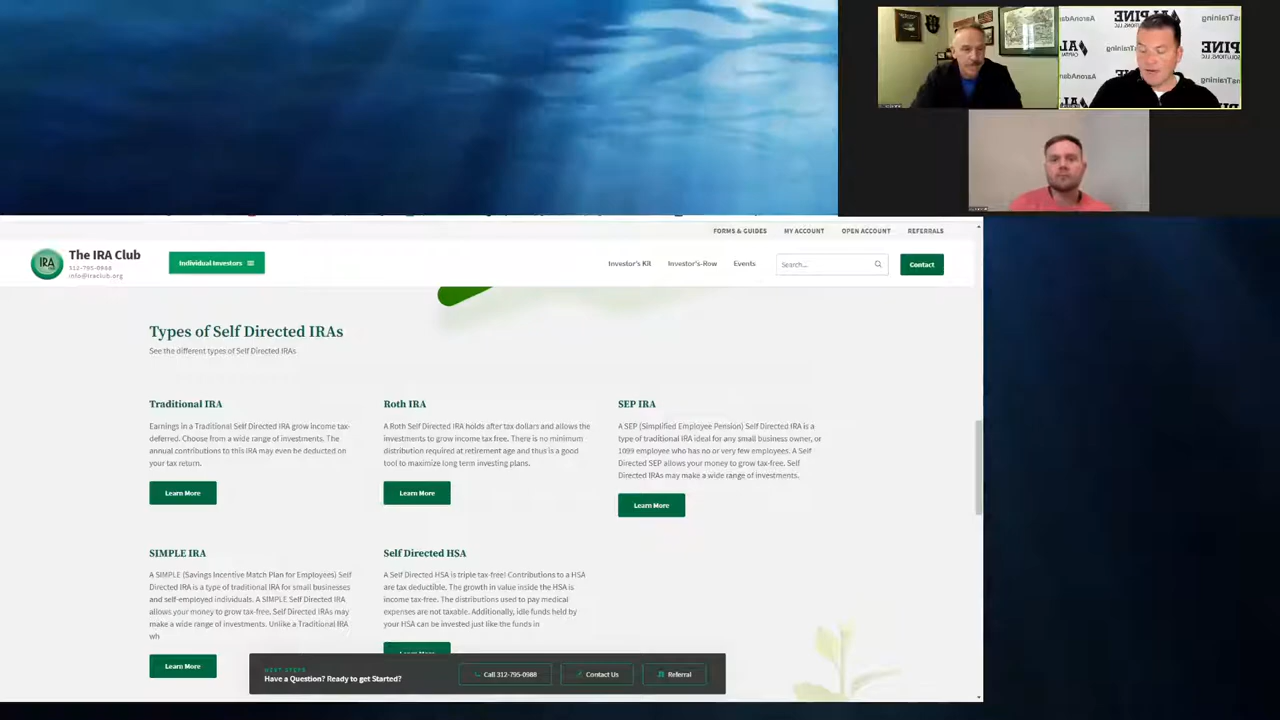 FORMS & GUIDES MY ACCOUNT OPEN ACCOUNT REFERRALS
The IRA Club
312-795-0988
info@iraclub.org
IRA
Individual Investors
Investor's Kit Investor's-Row Events Search... Contact
Types of Self Directed IRAs
See the different types of Self Directed IRAs
Traditional IRA
Earnings in a Traditional Self Directed IRA grow income tax-
deferred. Choose from a wide range of investments. The
annual contributions to this IRA may even be deducted on
your tax return.
Learn More
Roth IRA
A Roth Self Directed IRA holds after tax dollars and allows the
investments to grow income tax free. There is no minimum
distribution required at retirement age and thus is a good
tool to maximize long term investing plans.
Learn More
SEP IRA
A SEP (Simplified Employee Pension) Self Directed IRA is a
type of traditional IRA ideal for any small business owner, or
1099 employee who has no or very few employees. A Self
Directed SEP allows your money to grow tax-free. Self
Directed IRAs may make a wide range of investments.
Learn More
SIMPLE IRA
A SIMPLE (Savings Incentive Match Plan for Employees) Self
Directed IRA is a type of traditional IRA for small businesses
and self-employed individuals. A SIMPLE Self Directed IRA
allows your money to grow tax-free. Self Directed IRAs may
make a wide range of investments. Unlike a Traditional IRA
wh
Learn More
Self Directed HSA
A Self Directed HSA is triple tax-free! Contributions to a HSA
are tax deductible. The growth in value inside the HSA is
income tax-free. The distributions used to pay medical
expenses are not taxable. Additionally, idle funds held by
your HSA can be invested just like the funds in
NEXT STEPS
Have a Question? Ready to get Started?
Call 312-795-0988 Contact Us Referral